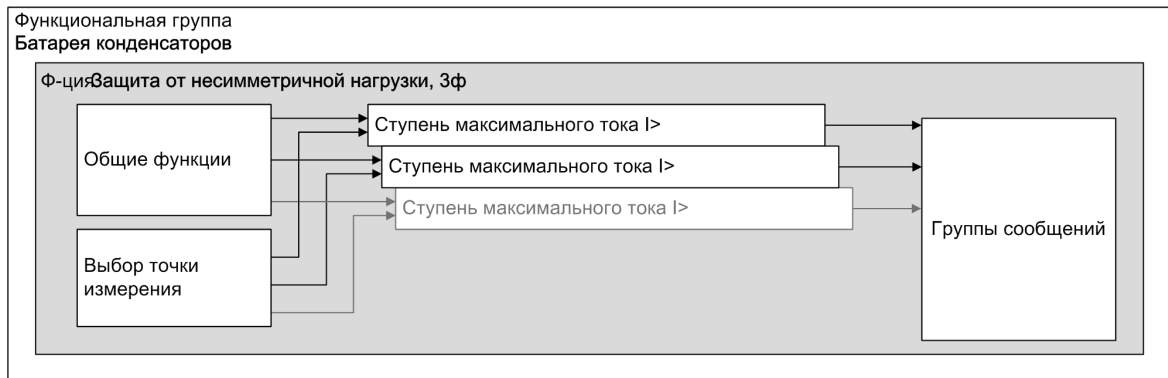 Функциональная группа
Батарея конденсаторов
Ф-цияЗащита от несимметричной нагрузки, 3ф
Общие функции
Ступень максимального тока I>
Ступень максимального тока I>
Ступень максимального тока I>
Группы сообщений
Выбор точки
измерения